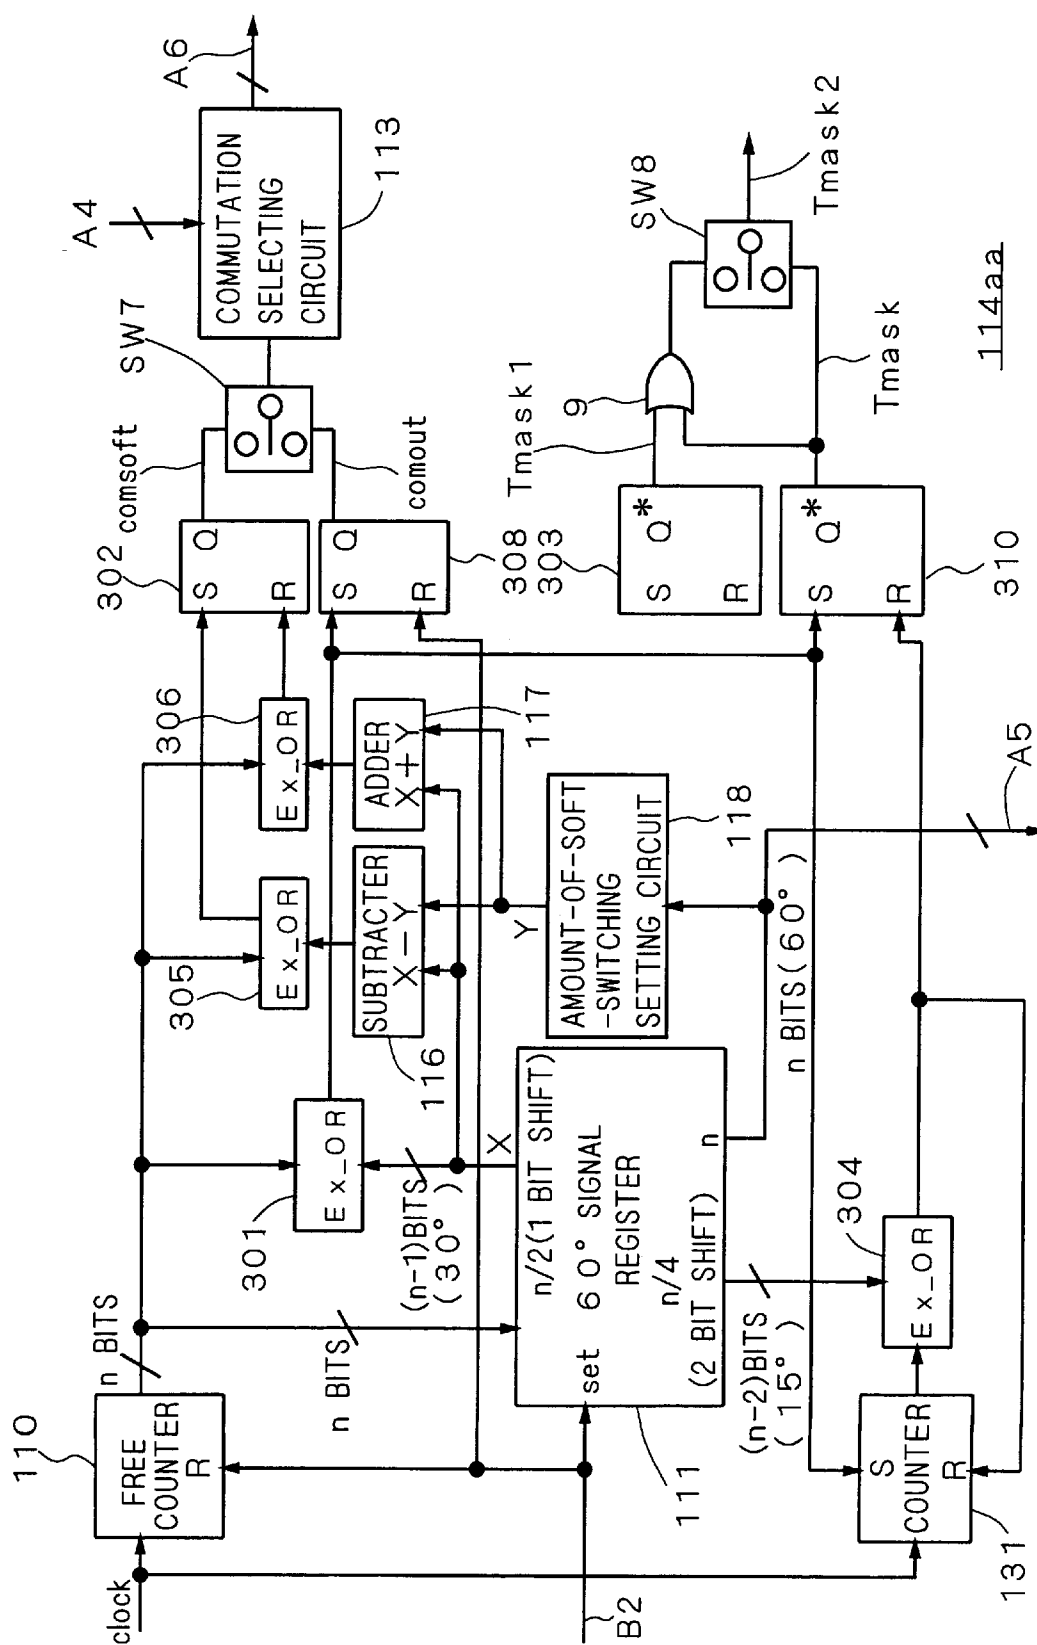 clock
110
FREE
COUNTER
R
n BITS
n BITS
B2
111
set
n/2(1 BIT SHIFT)
60° SIGNAL
REGISTER
n/4
(2 BIT SHIFT)
n
X
(n-1)BITS
(30°)
(n-2)BITS
(15°)
301
Ex_OR
305
Ex_OR
306
Ex_OR
116
SUBTRACTER
X-Y
117
ADDER
X+Y
Y
AMOUNT-OF-SOFT
-SWITCHING
SETTING CIRCUIT
118
n BITS(60°)
A5
131
S
COUNTER
R
304
Ex_OR
302
S
Q
R
comsoft
308
S
Q
R
comout
SW7
A4
COMMUTATION
SELECTING
CIRCUIT
113
A6
303
S
Q*
R
Tmask1
310
S
Q*
R
9
Tmask
SW8
Tmask2
114aa